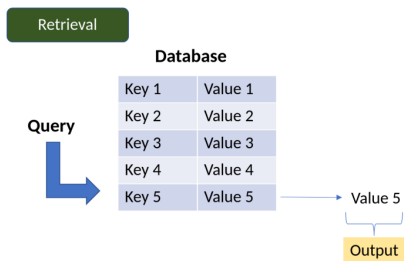 Retrieval
Database
Key 1 Value 1
Key 2 Value 2
Query
Key 3 Value 3
Key 4 Value 4
Key 5 Value 5
Value 5
Output